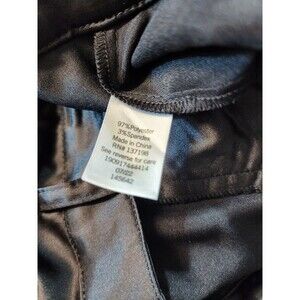 97%Polyester
3%Spandex
Made in China
RN# 137198
See reverse for care
190917444414
07/22
145642